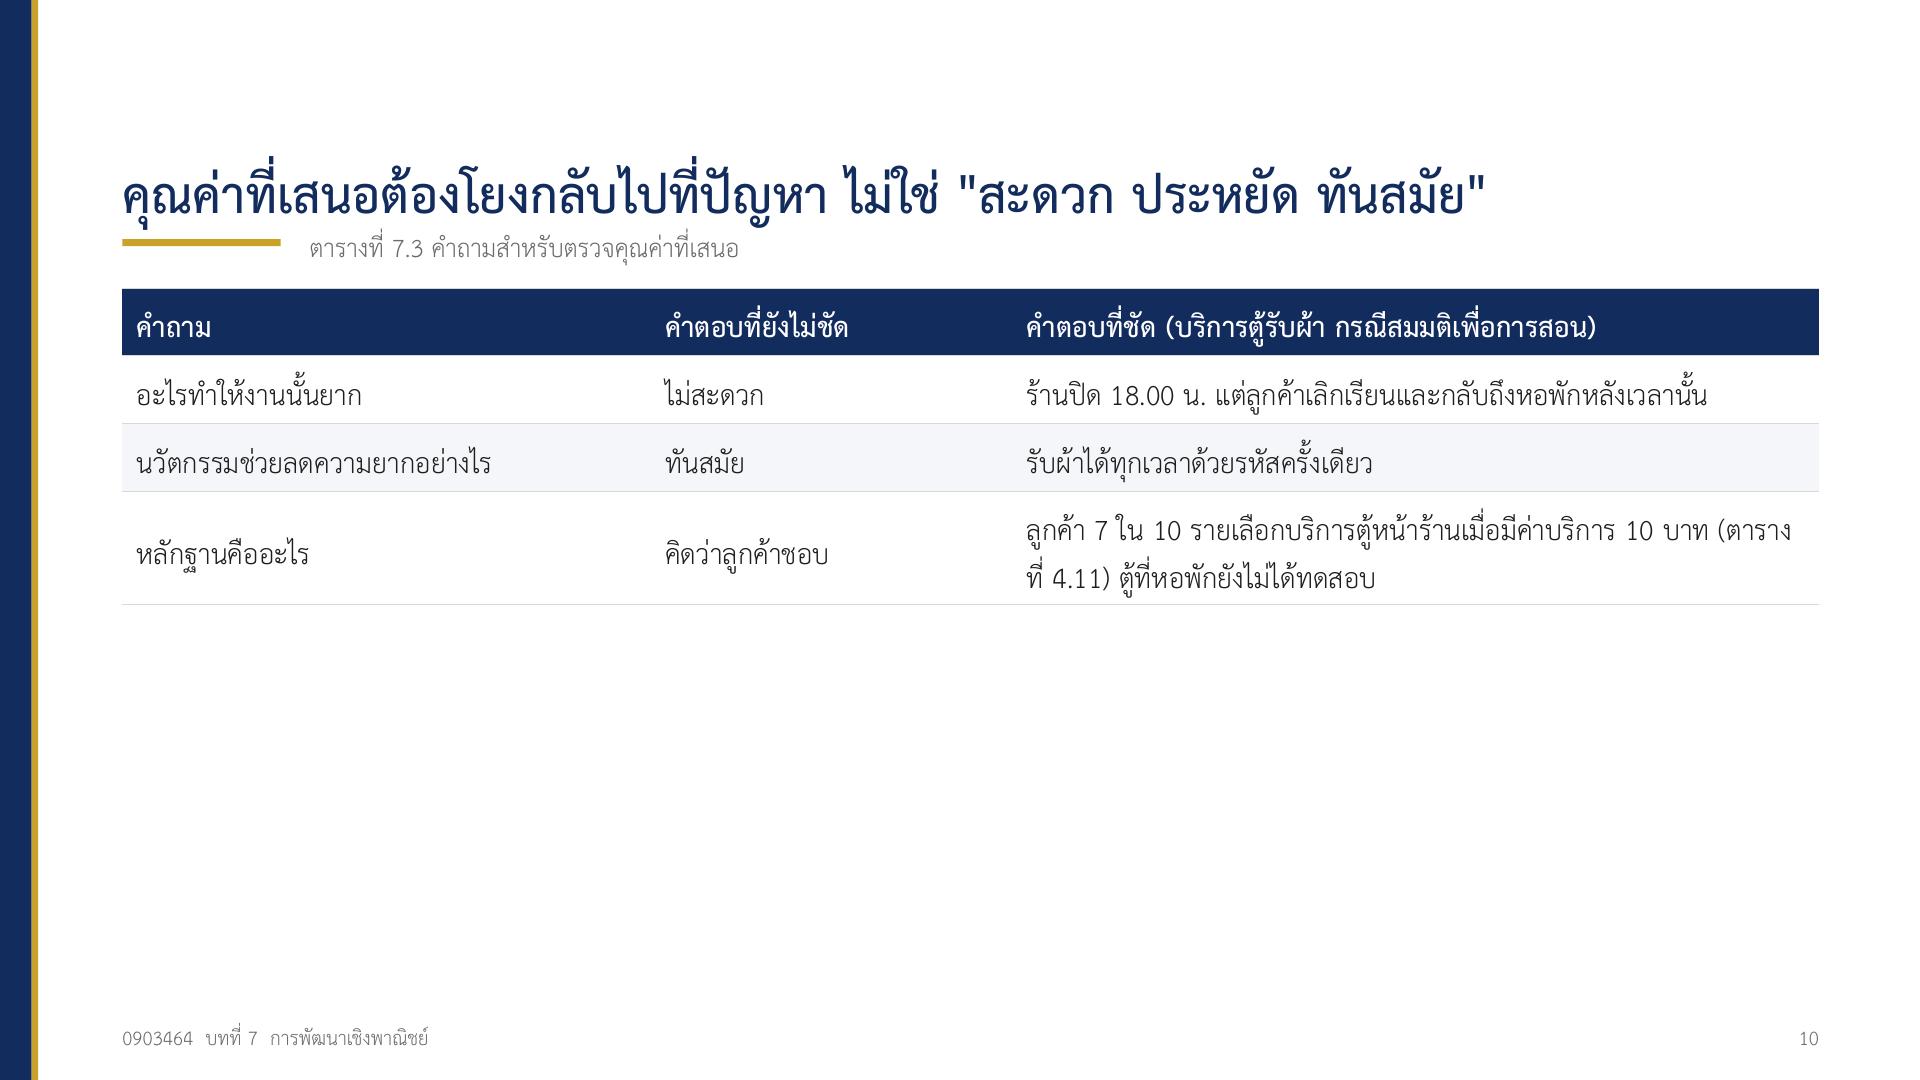 คุณค่าที่เสนอต้องโยงกลับไปที่ปัญหา ไม่ใช่ "สะดวก ประหยัด ทันสมัย"
ตารางที่ 7.3 คำถามสำหรับตรวจคุณค่าที่เสนอ
คำถาม คำตอบที่ยังไม่ชัด คำตอบที่ชัด (บริการตู้รับผ้า กรณีสมมติเพื่อการสอน)
อะไรทำให้งานนั้นยาก ไม่สะดวก ร้านปิด 18.00 น. แต่ลูกค้าเลิกเรียนและกลับถึงหอพักหลังเวลานั้น
นวัตกรรมช่วยลดความยากอย่างไร ทันสมัย รับผ้าได้ทุกเวลาด้วยรหัสครั้งเดียว
หลักฐานคืออะไร คิดว่าลูกค้าชอบ ลูกค้า 7 ใน 10 รายเลือกบริการตู้หน้าร้านเมื่อมีค่าบริการ 10 บาท (ตาราง
ที่ 4.11) ตู้ที่หอพักยังไม่ได้ทดสอบ
0903464 บทที่ 7 การพัฒนาเชิงพาณิชย์ 10